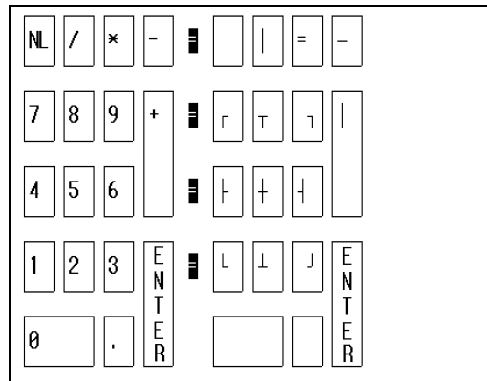 NL / * - = | = —
7 8 9 + = ┌ ┬ ┐ |
4 5 6 = ├ ┼ ┤
1 2 3 ENTER = └ ┴ ┘ ENTER
0 .